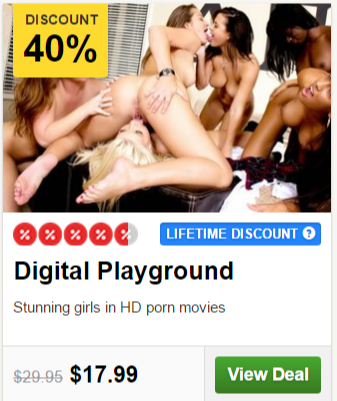 DISCOUNT
40%
LIFETIME DISCOUNT ?
Digital Playground
Stunning girls in HD porn movies
$29.95 $17.99
View Deal